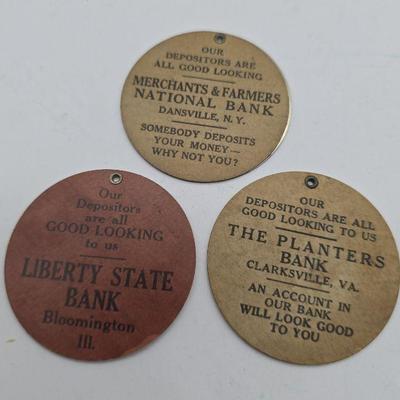 OUR
DEPOSITORS ARE
ALL GOOD LOOKING
MERCHANTS & FARMERS
NATIONAL BANK
DANSVILLE, N. Y.
SOMEBODY DEPOSITS
YOUR MONEY—
WHY NOT YOU?
Our
Depositors
are all
GOOD LOOKING
to us
LIBERTY STATE
BANK
Bloomington
Ill.
OUR
DEPOSITORS ARE ALL
GOOD LOOKING TO US
THE PLANTERS
BANK
CLARKSVILLE, VA.
AN ACCOUNT IN
OUR BANK
WILL LOOK GOOD
TO YOU